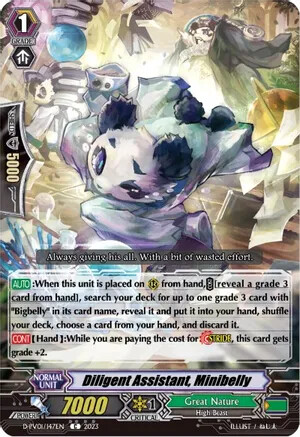 1
GRADE
SHIELD
5000
Always giving his all. With a bit of wasted effort.
AUTO:When this unit is placed on from hand, [reveal a grade 3
card from hand], search your deck for up to one grade 3 card with
"Bigbelly" in its card name, reveal it and put it into your hand, shuffle
your deck, choose a card from your hand, and discard it.
CONT [Hand]:While you are paying the cost for STRIDE, this card gets
grade +2.
NORMAL
UNIT
Diligent Assistant, Minibelly
POWER
7000
1
CRITICAL
Great Nature
High Beast
D-PV01/147EN C 2023
ILLUST